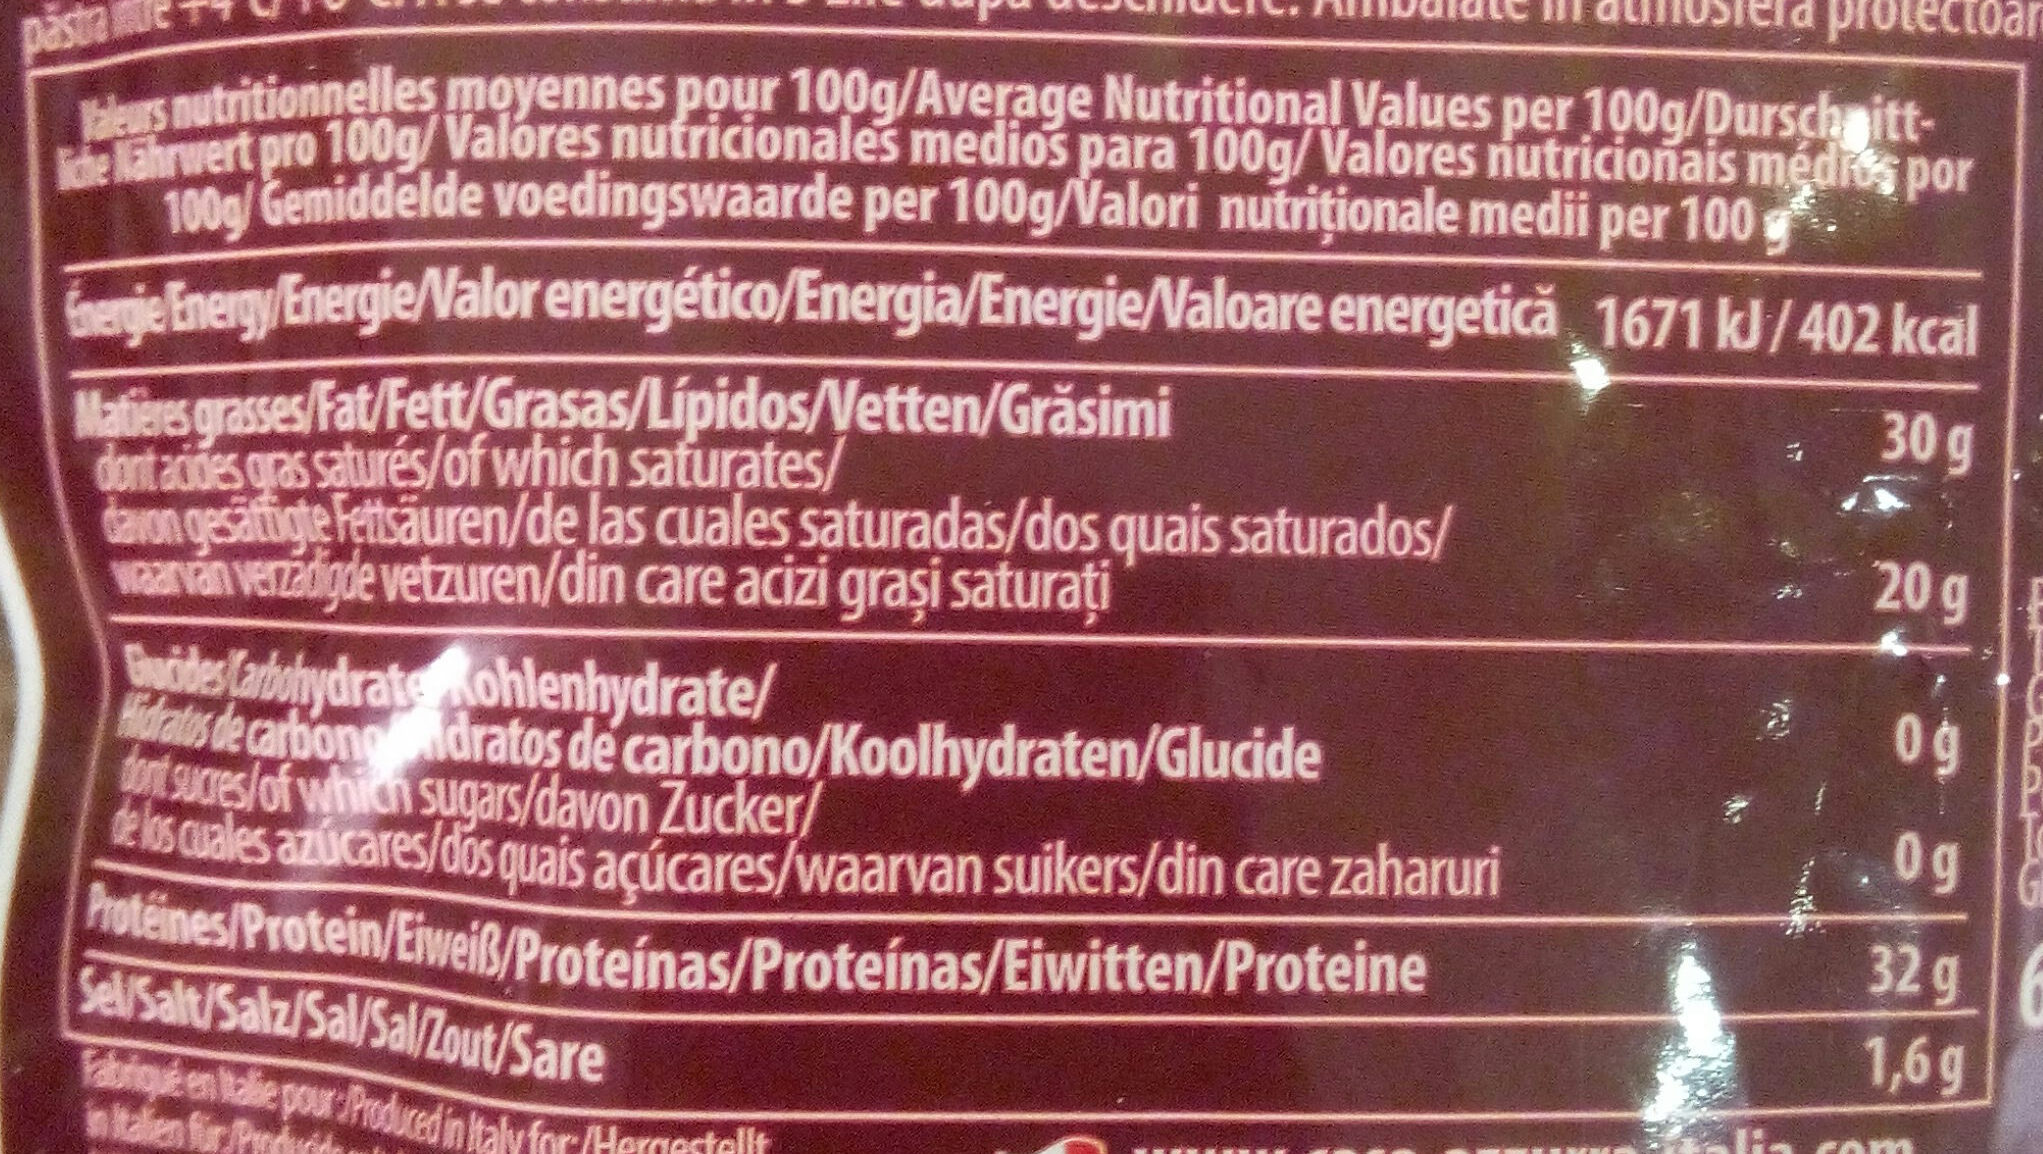 Valeurs nutritionnelles moyennes pour 100g/Average Nutritional Values per 100g/Durschnitt-
liche Nährwert pro 100g/ Valores nutricionales medios para 100g/ Valores nutricionais médios por
100g/ Gemiddelde voedingswaarde per 100g/Valori nutriționale medii per 100 g
Énergie/Energy/Energie/Valor energético/Energia/Energie/Valoare energetică 1671 kJ / 402 kcal
Matières grasses/Fat/Fett/Grasas/Lípidos/Vetten/Grăsimi 30 g
dont acides gras saturés/of which saturates/
davon gesättigte Fettsäuren/de las cuales saturadas/dos quais saturados/
waarvan verzadigde vetzuren/din care acizi grași saturați 20 g
Glucides/Carbohydrate/Kohlenhydrate/
Hidratos de carbono/Hidratos de carbono/Koolhydraten/Glucide 0 g
dont sucres/of which sugars/davon Zucker/
de los cuales azúcares/dos quais açúcares/waarvan suikers/din care zaharuri 0 g
Protéines/Protein/Eiweiß/Proteínas/Proteínas/Eiwitten/Proteine 32 g
Sel/Salt/Salz/Sal/Sal/Zout/Sare 1,6 g
Fabriqué en Italie pour:/Produced in Italy for:/Hergestellt
in Italien für: